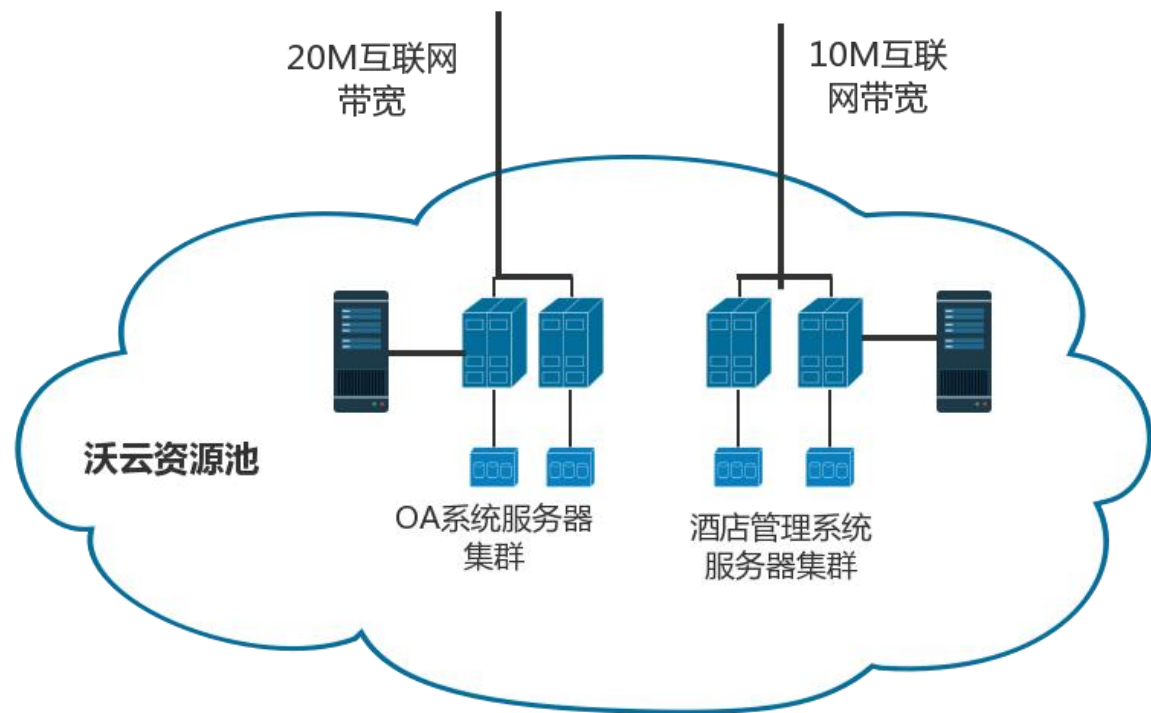 20M互联网
带宽
10M互联
网带宽
沃云资源池
OA系统服务器
集群
酒店管理系统
服务器集群